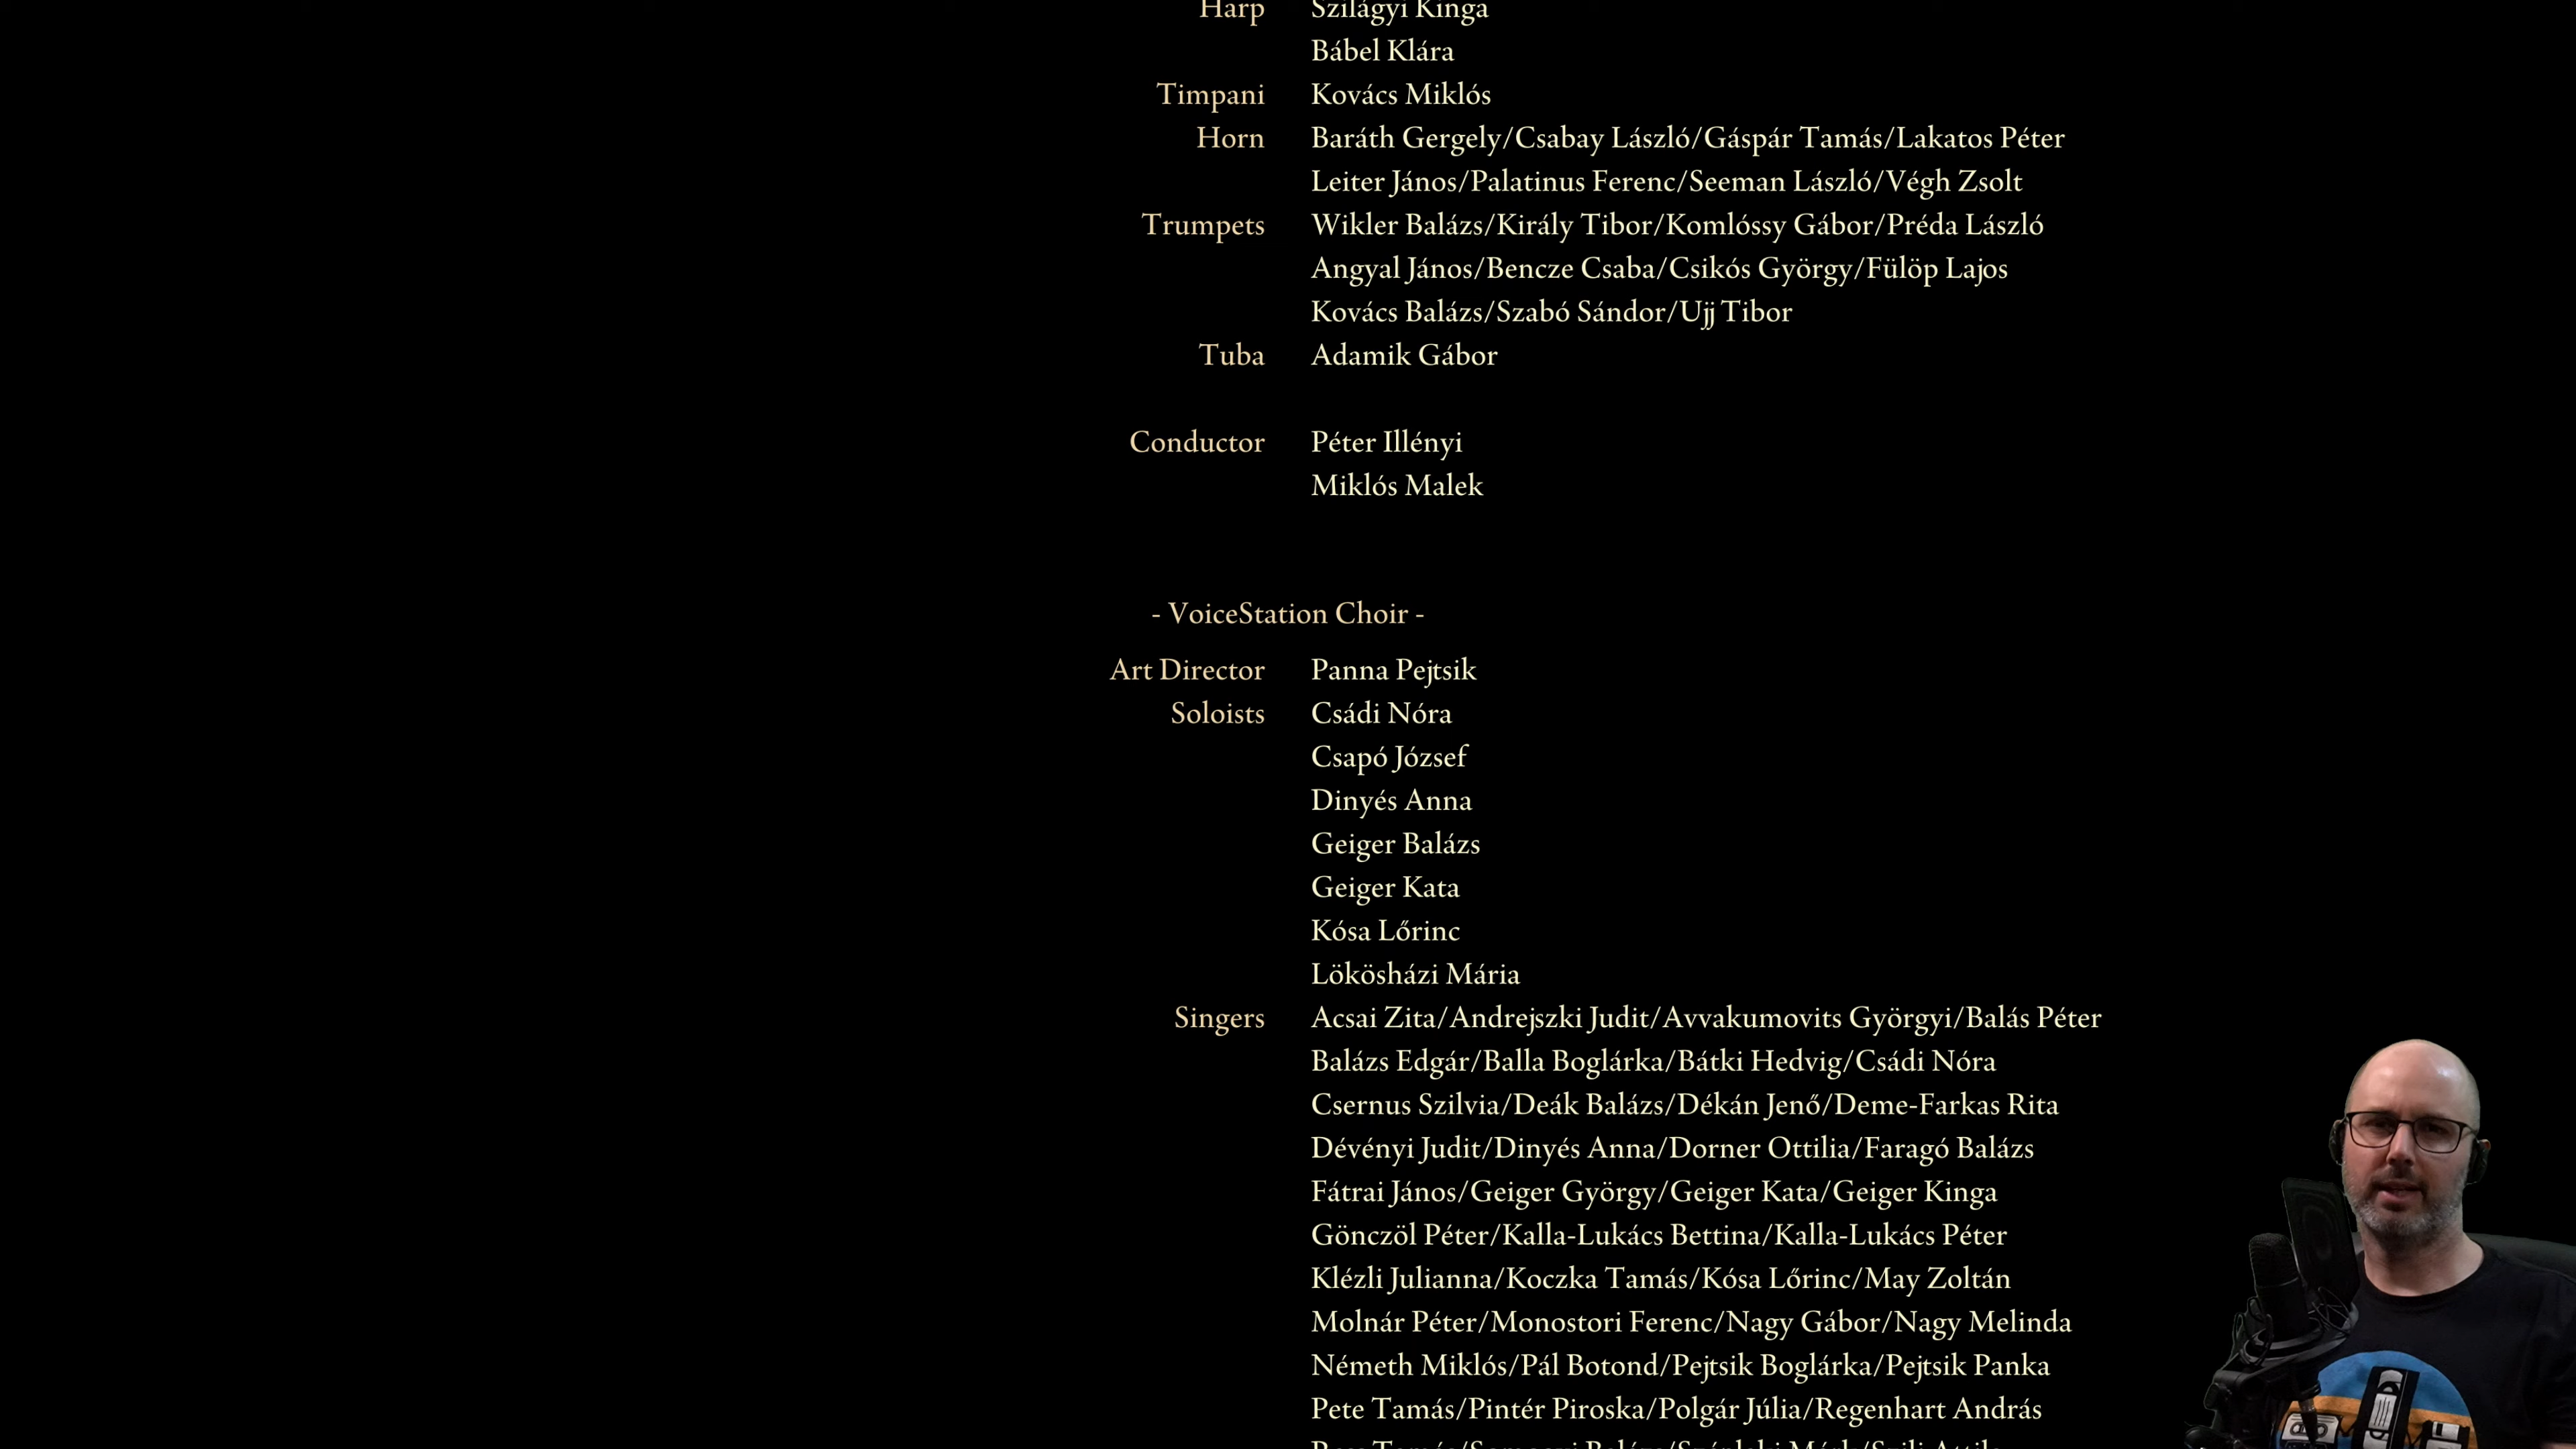 Harp Szilágyi Kinga
Bábel Klára
Timpani Kovács Miklós
Horn Baráth Gergely/Csabay László/Gáspár Tamás/Lakatos Péter
Leiter János/Palatinus Ferenc/Seeman László/Végh Zsolt
Trumpets Wikler Balázs/Király Tibor/Komlóssy Gábor/Préda László
Angyal János/Bencze Csaba/Csikós György/Fülöp Lajos
Kovács Balázs/Szabó Sándor/Ujj Tibor
Tuba Adamik Gábor
Conductor Péter Illényi
Miklós Malek
- VoiceStation Choir -
Art Director Panna Pejtsik
Soloists Csádi Nóra
Csapó József
Dinyés Anna
Geiger Balázs
Geiger Kata
Kósa Lőrinc
Lökösházi Mária
Singers Acsai Zita/Andrejszki Judit/Avvakumovits Györgyi/Balás Péter
Balázs Edgár/Balla Boglárka/Bátki Hedvig/Csádi Nóra
Csernus Szilvia/Deák Balázs/Dékán Jenő/Deme-Farkas Rita
Dévényi Judit/Dinyés Anna/Dorner Ottilia/Faragó Balázs
Fátrai János/Geiger György/Geiger Kata/Geiger Kinga
Gönczöl Péter/Kalla-Lukács Bettina/Kalla-Lukács Péter
Klézli Julianna/Koczka Tamás/Kósa Lőrinc/May Zoltán
Molnár Péter/Monostori Ferenc/Nagy Gábor/Nagy Melinda
Németh Miklós/Pál Botond/Pejtsik Boglárka/Pejtsik Panka
Pete Tamás/Pintér Piroska/Polgár Júlia/Regenhart András